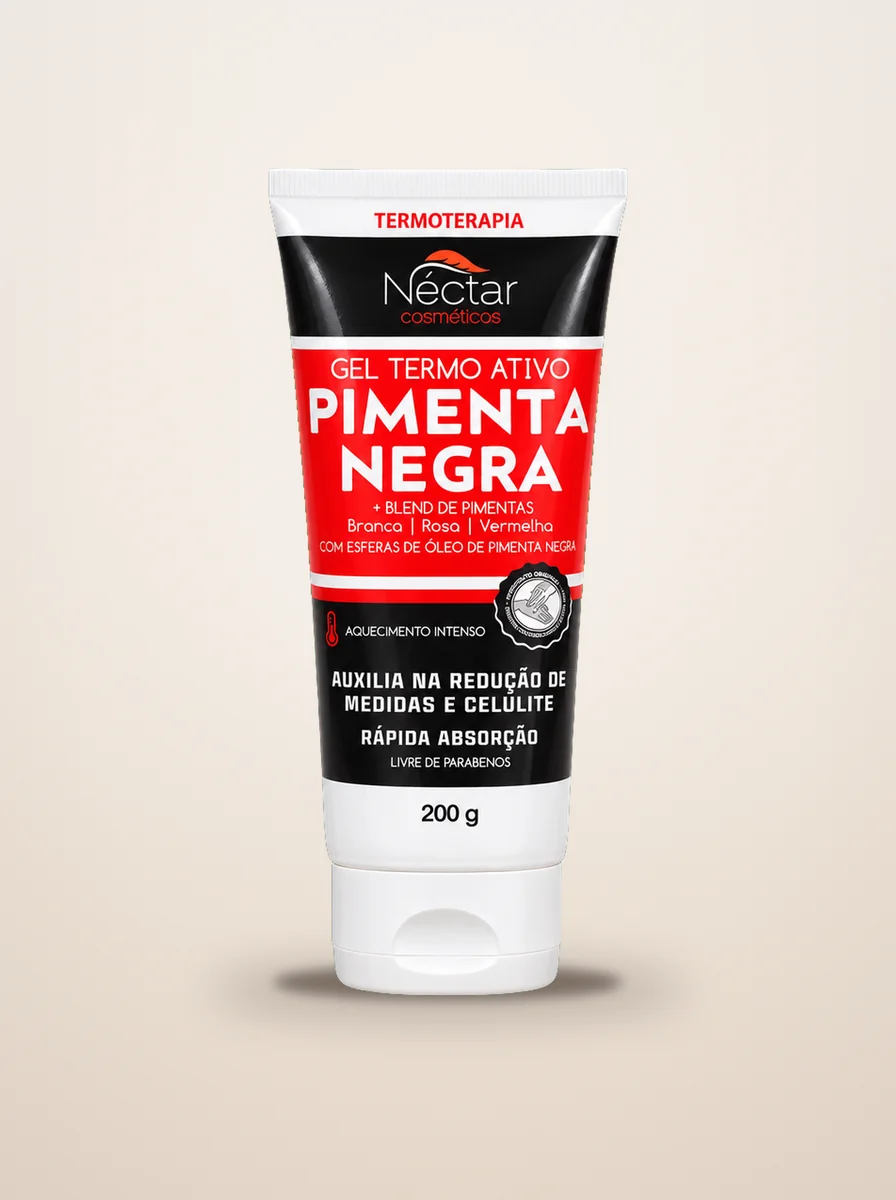 TERMOTERAPIA
Néctar
cosméticos
GEL TERMO ATIVO
PIMENTA
NEGRA
+ BLEND DE PIMENTAS
Branca | Rosa | Vermelha
COM ESFERAS DE ÓLEO DE PIMENTA NEGRA
AQUECIMENTO INTENSO
AUXILIA NA REDUÇÃO DE
MEDIDAS E CELULITE
RÁPIDA ABSORÇÃO
LIVRE DE PARABENOS
200 g